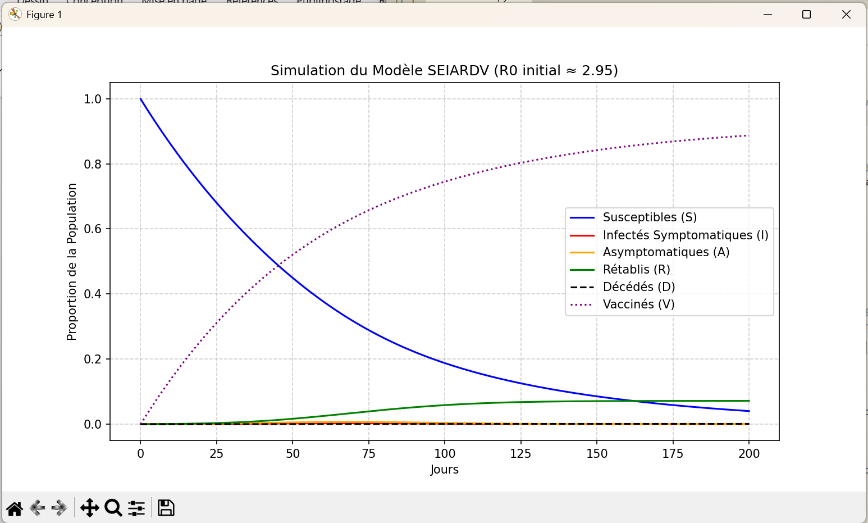 Figure 1
Simulation du Modèle SEIARDV (R0 initial ≈ 2.95)
Proportion de la Population
1.0
0.8
0.6
0.4
0.2
0.0
Susceptibles (S)
Infectés Symptomatiques (I)
Asymptomatiques (A)
Rétablis (R)
Décédés (D)
Vaccinés (V)
0 25 50 75 100 125 150 175 200
Jours